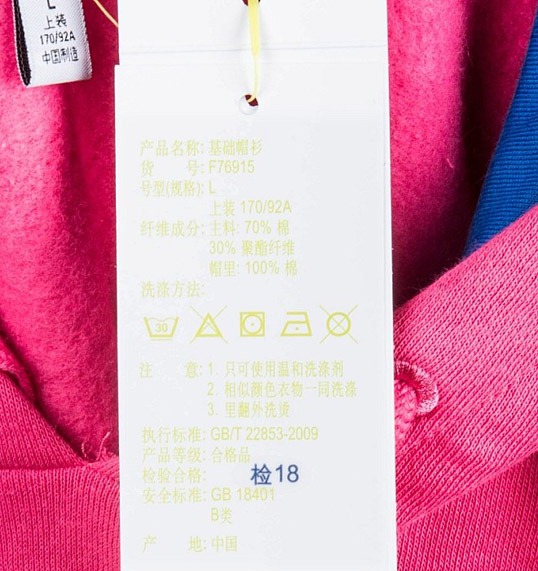 L
上装
170/92A
中国制造
产品名称: 基础帽衫
货 号: F76915
号型(规格): L
上装 170/92A
纤维成分: 主料: 70% 棉
30% 聚酯纤维
帽里: 100% 棉
洗涤方法:
30
注 意: 1. 只可使用温和洗涤剂
2. 相似颜色衣物一同洗涤
3. 里翻外洗烫
执行标准: GB/T 22853-2009
产品等级: 合格品
检验合格: 检18
安全标准: GB 18401
B类
产 地: 中国